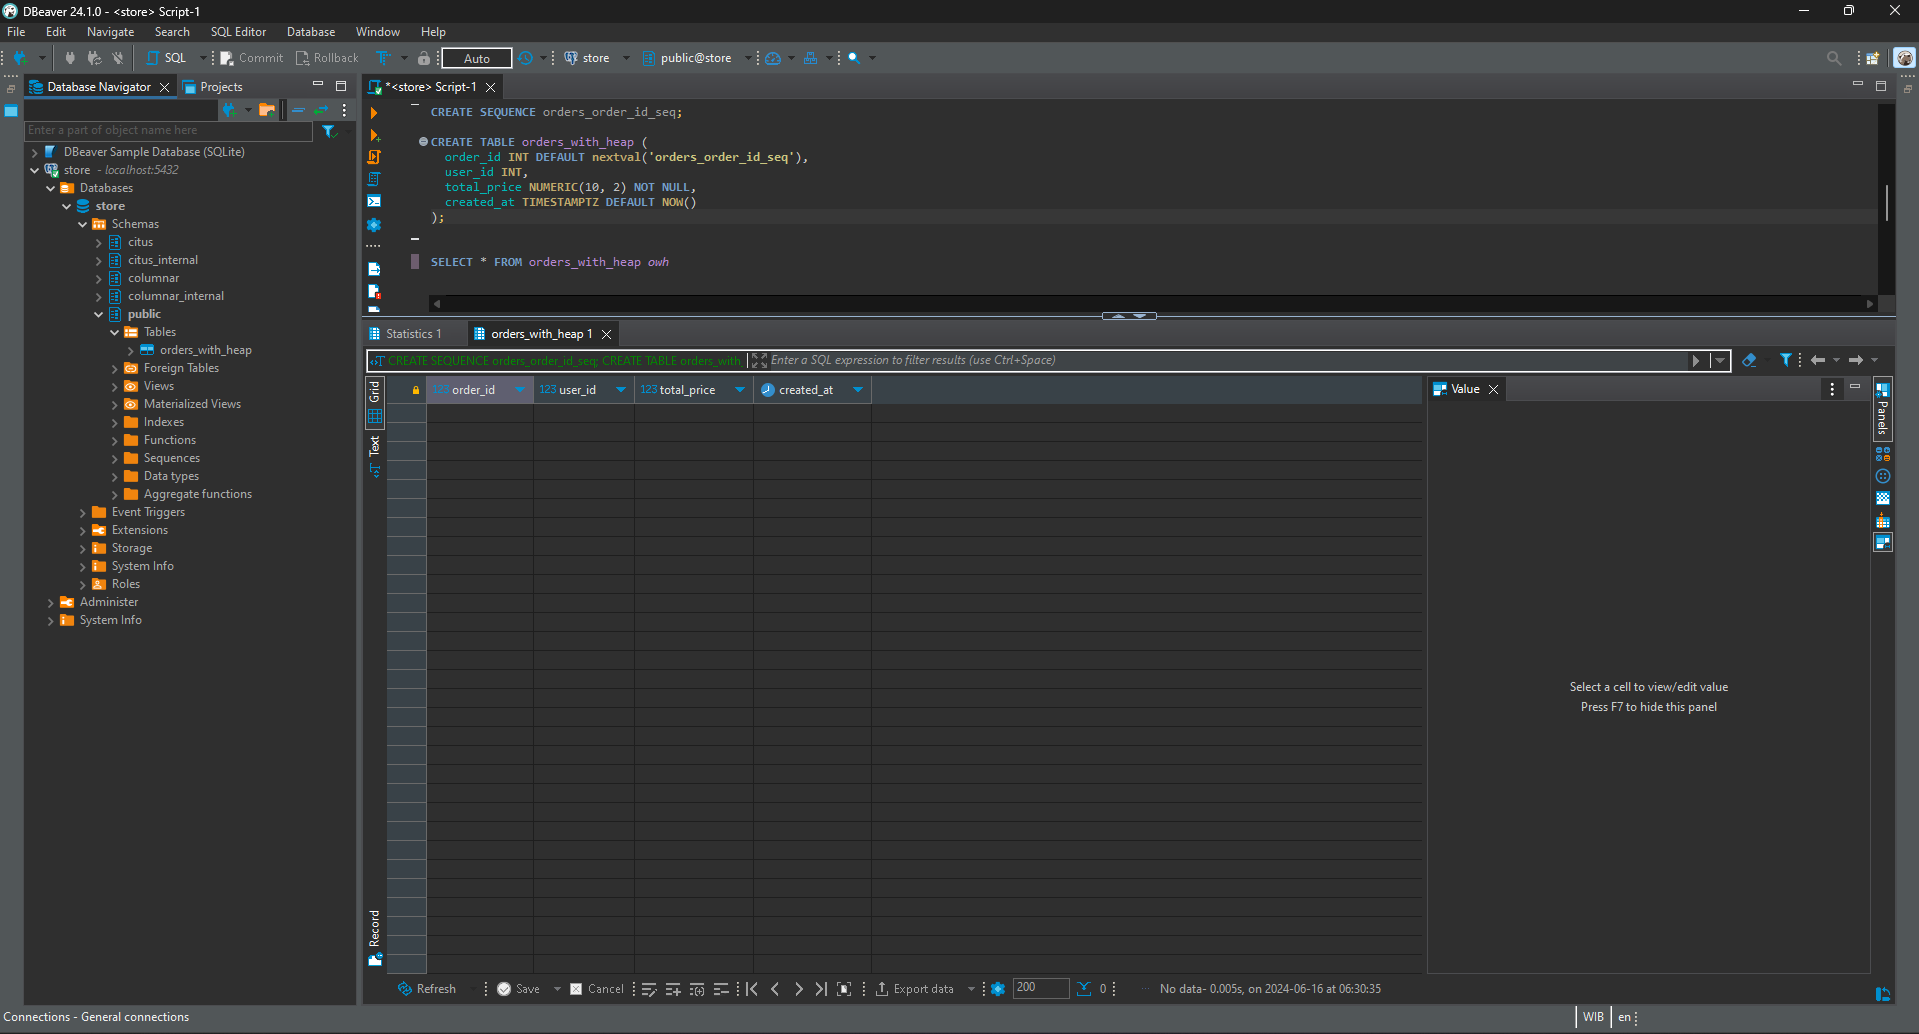 DBeaver 24.1.0 - <store> Script-1
File Edit Navigate Search SQL Editor Database Window Help
SQL Commit Rollback Auto store public@store
Database Navigator Projects
Enter a part of object name here
DBeaver Sample Database (SQLite)
store - localhost:5432
Databases
store
Schemas
citus
citus_internal
columnar
columnar_internal
public
Tables
orders_with_heap
Foreign Tables
Views
Materialized Views
Indexes
Functions
Sequences
Data types
Aggregate functions
Event Triggers
Extensions
Storage
System Info
Roles
Administer
System Info
*<store> Script-1
CREATE SEQUENCE orders_order_id_seq;
CREATE TABLE orders_with_heap (
order_id INT DEFAULT nextval('orders_order_id_seq'),
user_id INT,
total_price NUMERIC(10, 2) NOT NULL,
created_at TIMESTAMPTZ DEFAULT NOW()
);
SELECT * FROM orders_with_heap owh
Statistics 1 orders_with_heap 1
CREATE SEQUENCE orders_order_id_seq; CREATE TABLE orders_with_ Enter a SQL expression to filter results (use Ctrl+Space)
Grid
Text
Record
123 order_id 123 user_id 123 total_price created_at
Value
Panels
Select a cell to view/edit value
Press F7 to hide this panel
Refresh Save Cancel Export data 200 0 No data - 0.005s, on 2024-06-16 at 06:30:35
Connections - General connections WIB en